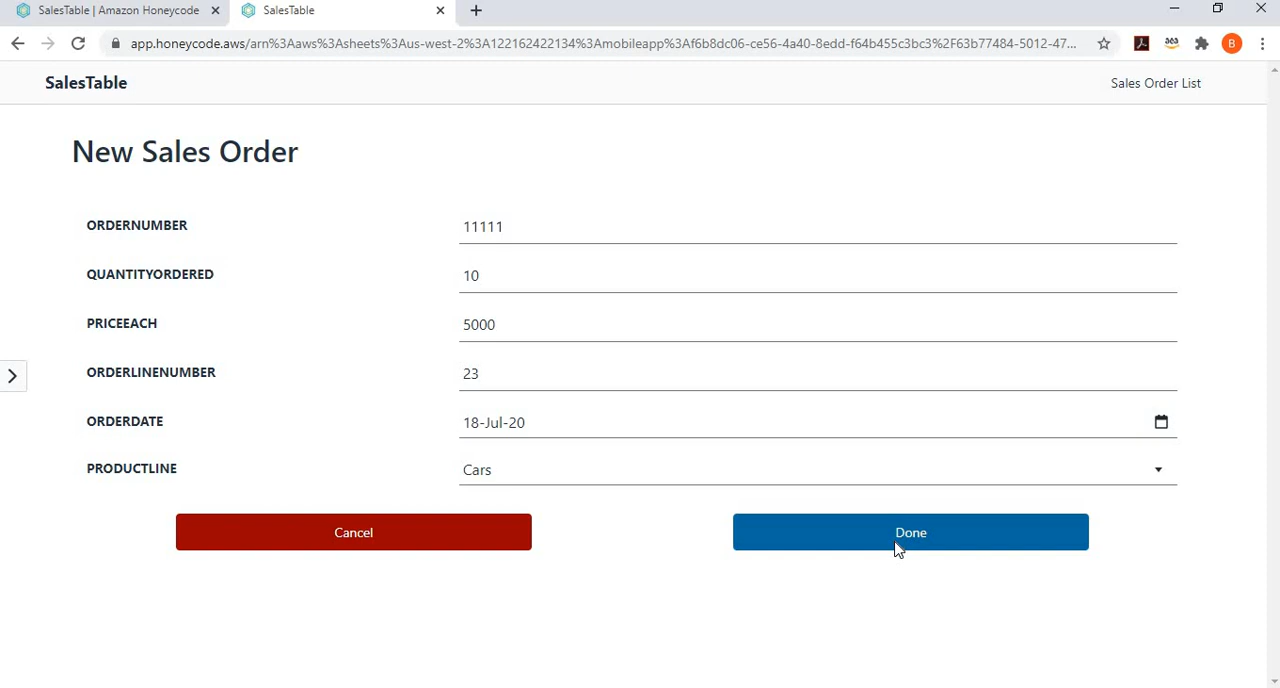 SalesTable | Amazon Honeycode
SalesTable
app.honeycode.aws/arn%3Aaws%3Asheets%3Aus-west-2%3A122162422134%3Amobileapp%3Af6b8dc06-ce56-4a40-8edd-f64b455c3bc3%2F63b77484-5012-47...
B
SalesTable
Sales Order List
New Sales Order
ORDERNUMBER 11111
QUANTITYORDERED 10
PRICEEACH 5000
ORDERLINENUMBER 23
ORDERDATE 18-Jul-20
PRODUCTLINE Cars
Cancel Done